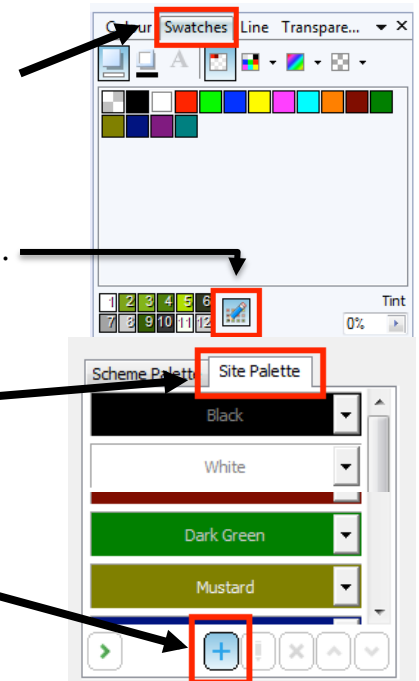 Colour Swatches Line Transpare...
A
.
1 2 3 4 5 6
Tint
7 8 9 10 11 12
0%
Scheme Palette Site Palette
Black
White
Dark Green
Mustard